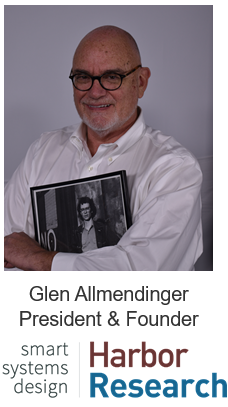 Glen Allmendinger
President & Founder
smart
systems
design
Harbor
Research